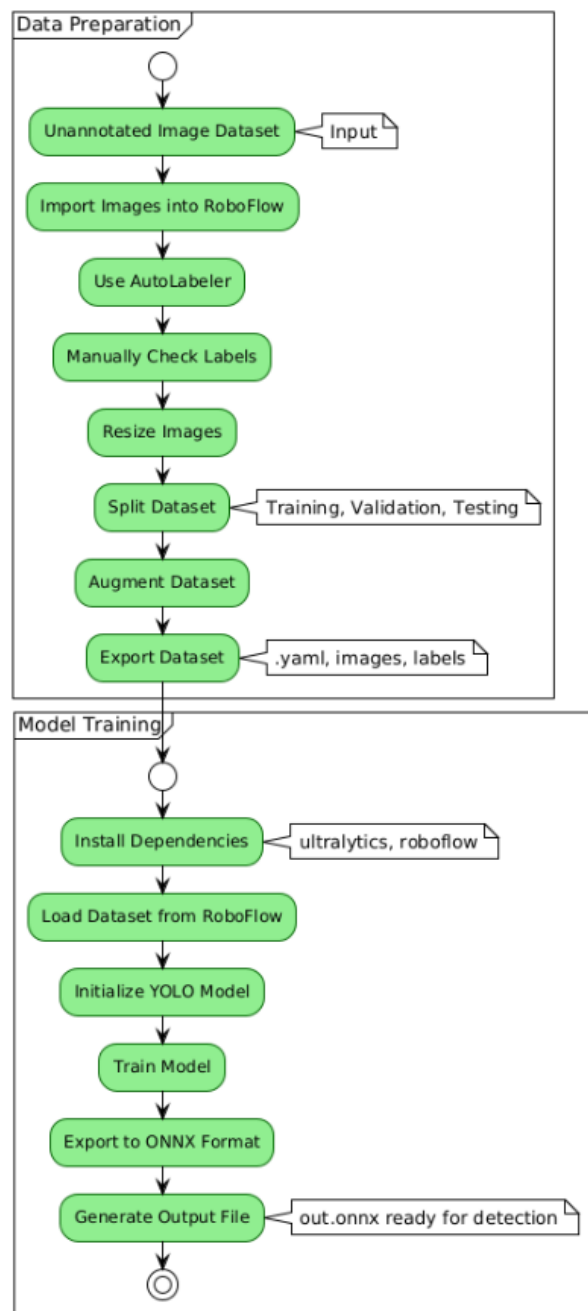 Data Preparation
Unannotated Image Dataset
Input
Import Images into RoboFlow
Use AutoLabeler
Manually Check Labels
Resize Images
Split Dataset
Training, Validation, Testing
Augment Dataset
Export Dataset
.yaml, images, labels
Model Training
Install Dependencies
ultralytics, roboflow
Load Dataset from RoboFlow
Initialize YOLO Model
Train Model
Export to ONNX Format
Generate Output File
out.onnx ready for detection